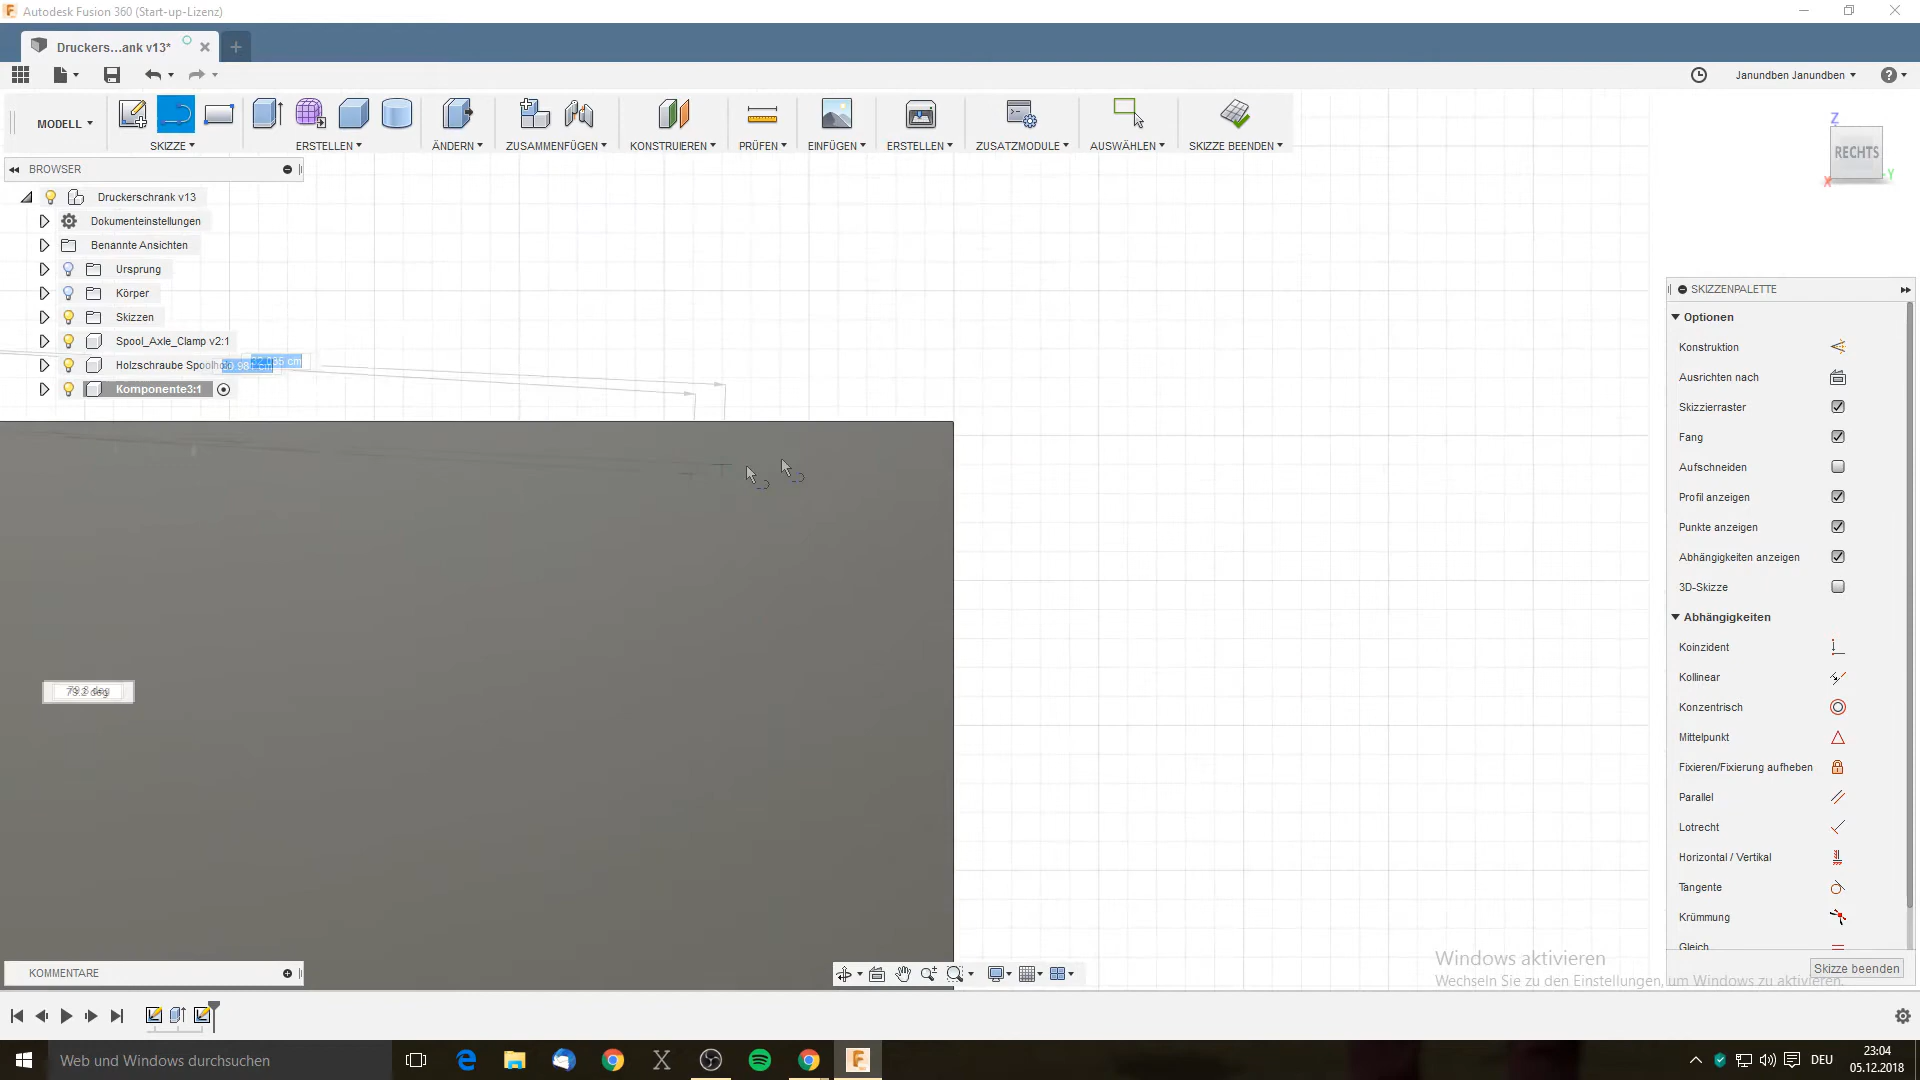 Autodesk Fusion 360 (Start-up-Lizenz)
Druckers...ank v13*
Janundben Janundben
MODELL
SKIZZE
ERSTELLEN
ÄNDERN
ZUSAMMENFÜGEN
KONSTRUIEREN
PRÜFEN
EINFÜGEN
ERSTELLEN
ZUSATZMODULE
AUSWÄHLEN
SKIZZE BEENDEN
Z
RECHTS
X
Y
BROWSER
Druckerschrank v13
Dokumenteinstellungen
Benannte Ansichten
Ursprung
Körper
Skizzen
Spool_Axle_Clamp v2:1
Holzschraube
Komponente3:1
SKIZZENPALETTE
Optionen
Konstruktion
Ausrichten nach
Skizzierraster
Fang
Aufschneiden
Profil anzeigen
Punkte anzeigen
Abhängigkeiten anzeigen
3D-Skizze
Abhängigkeiten
Koinzident
Kollinear
Konzentrisch
Mittelpunkt
Fixieren/Fixierung aufheben
Parallel
Lotrecht
Horizontal / Vertikal
Tangente
Krümmung
Gleich
Skizze beenden
KOMMENTARE
Windows aktivieren
Wechseln Sie zu den Einstellungen, um Windows zu aktivieren.
Web und Windows durchsuchen
DEU
23:04
05.12.2018